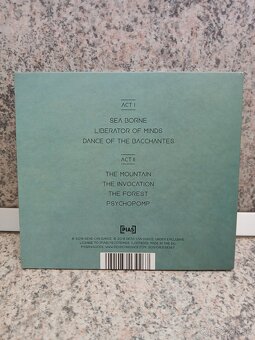 ACT I
SEA BORNE
LIBERATOR OF MINDS
DANCE OF THE BACCHANTES
ACT II
THE MOUNTAIN
THE INVOCATION
THE FOREST
PSYCHOPOMP
[PIAS]